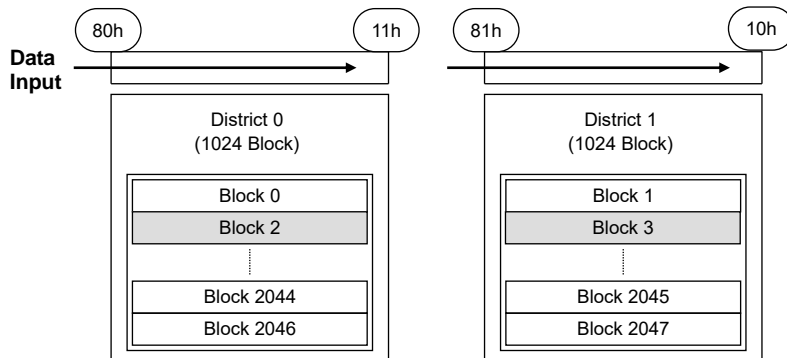 80h
11h
81h
10h
Data
Input
District 0
(1024 Block)
District 1
(1024 Block)
Block 0
Block 2
Block 2044
Block 2046
Block 1
Block 3
Block 2045
Block 2047